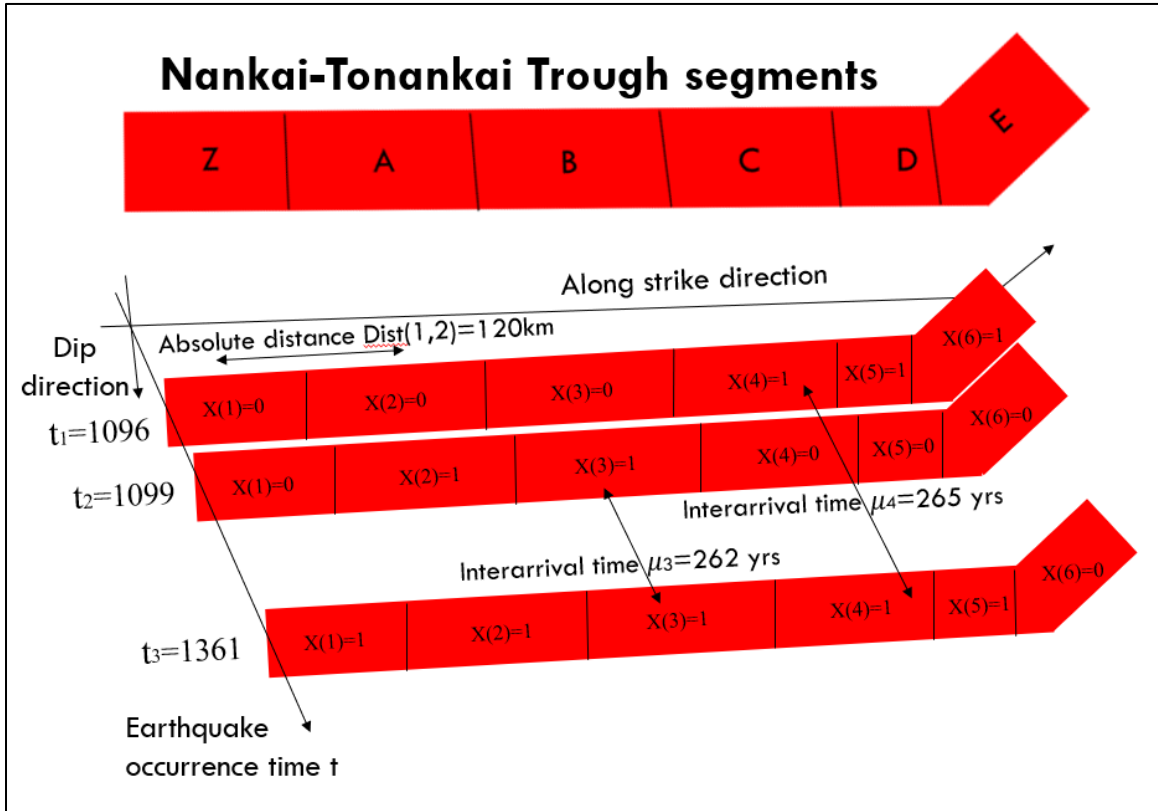 Nankai-Tonankai Trough segments
Z
A
B
C
D
E
Along strike direction
Absolute distance Dist(1,2)=120km
Dip
direction
t₁=1096
X(1)=0
X(2)=0
X(3)=0
X(4)=1
X(5)=1
X(6)=1
t₂=1099
X(1)=0
X(2)=1
X(3)=1
X(4)=0
X(5)=0
X(6)=0
Interarrival time μ₄=265 yrs
Interarrival time μ₃=262 yrs
t₃=1361
X(1)=1
X(2)=1
X(3)=1
X(4)=1
X(5)=1
X(6)=0
Earthquake
occurrence time t